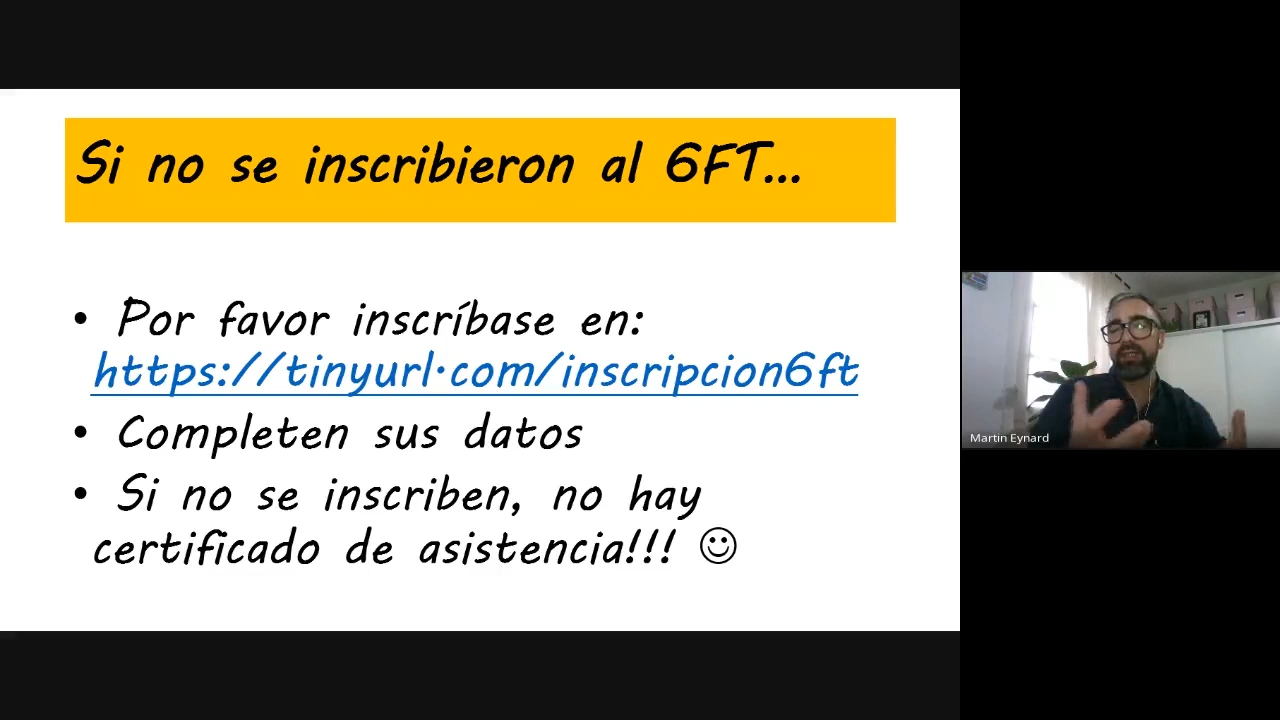 Si no se inscribieron al 6FT...
• Por favor inscríbase en:
https://tinyurl.com/inscripcion6ft
• Completen sus datos
• Si no se inscriben, no hay
certificado de asistencia!!! ☺
Martin Eynard